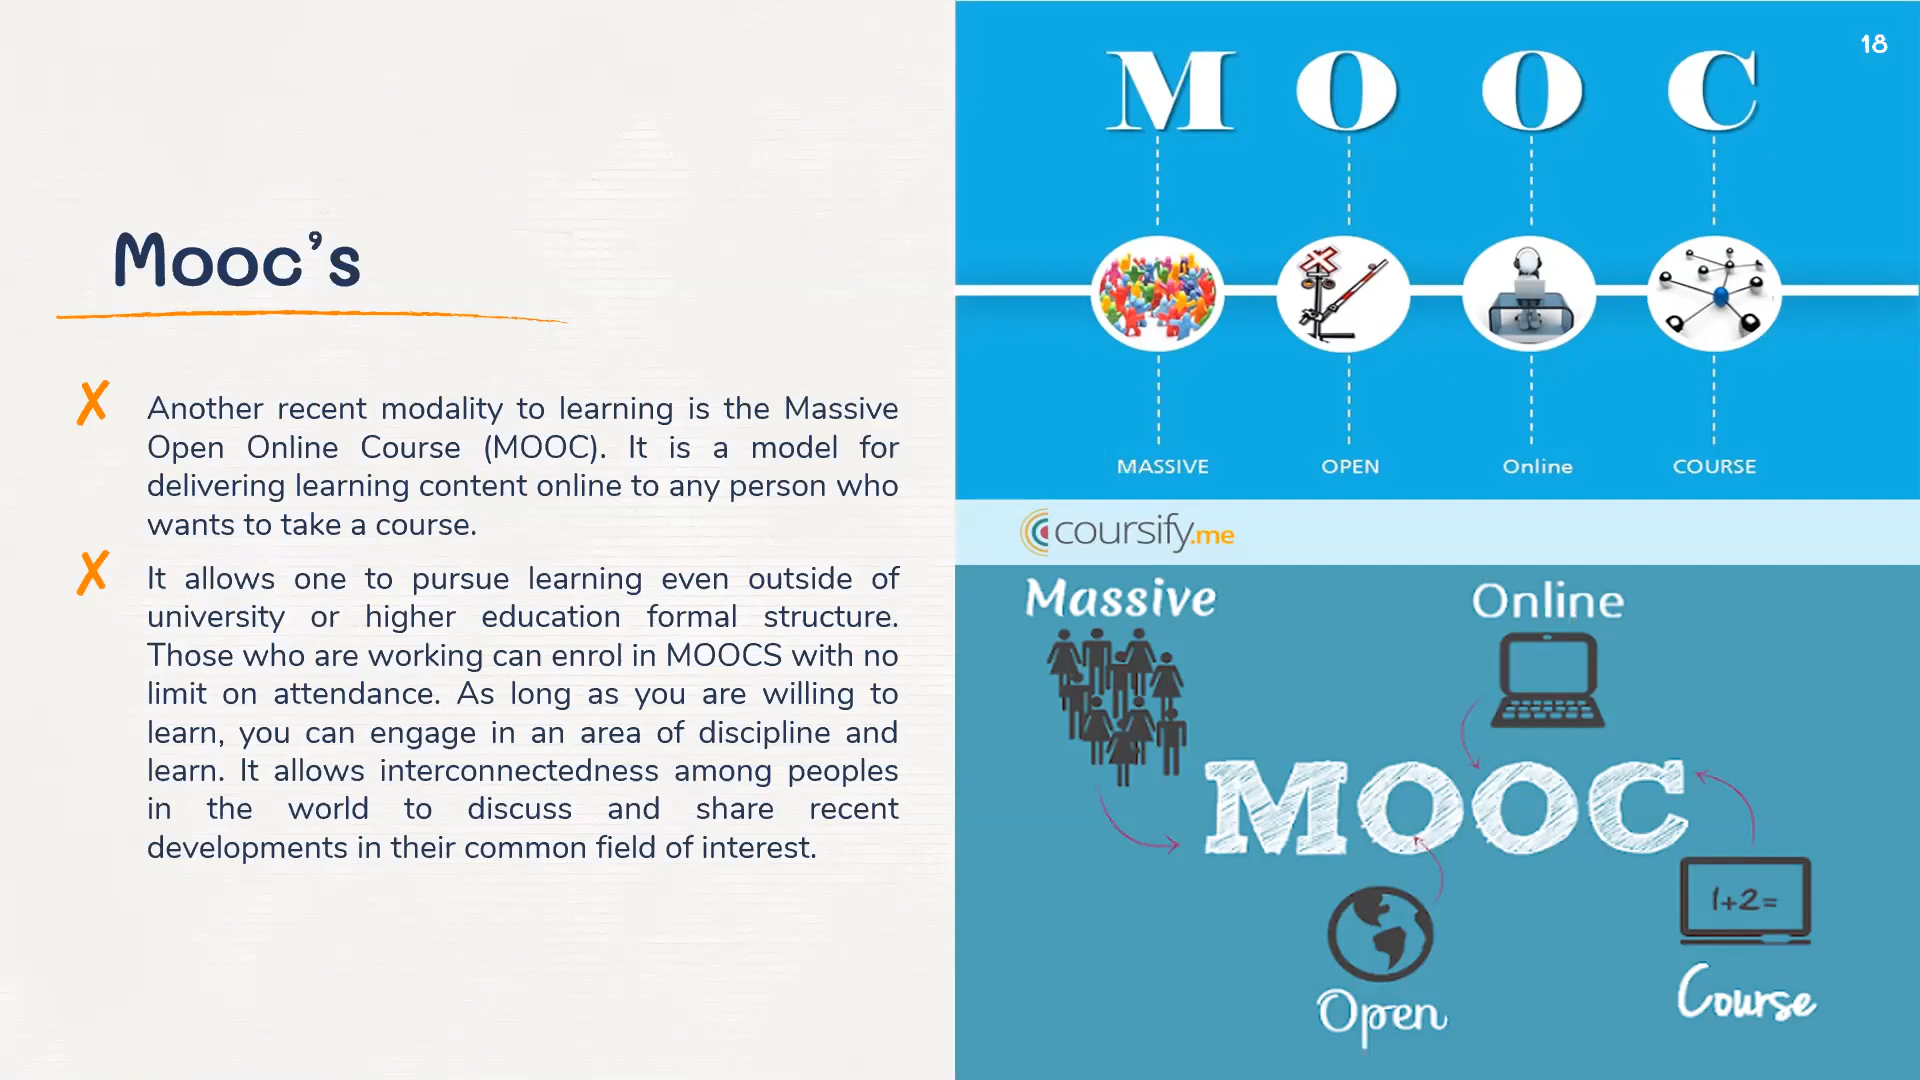 18
Mooc's
Another recent modality to learning is the Massive
Open Online Course (MOOC). It is a model for
delivering learning content online to any person who
wants to take a course.
It allows one to pursue learning even outside of
university or higher education formal structure.
Those who are working can enrol in MOOCS with no
limit on attendance. As long as you are willing to
learn, you can engage in an area of discipline and
learn. It allows interconnectedness among peoples
in the world to discuss and share recent
developments in their common field of interest.
M O O C
MASSIVE OPEN Online COURSE
coursify.me
Massive Online
MOOC
1+2=
Open Course